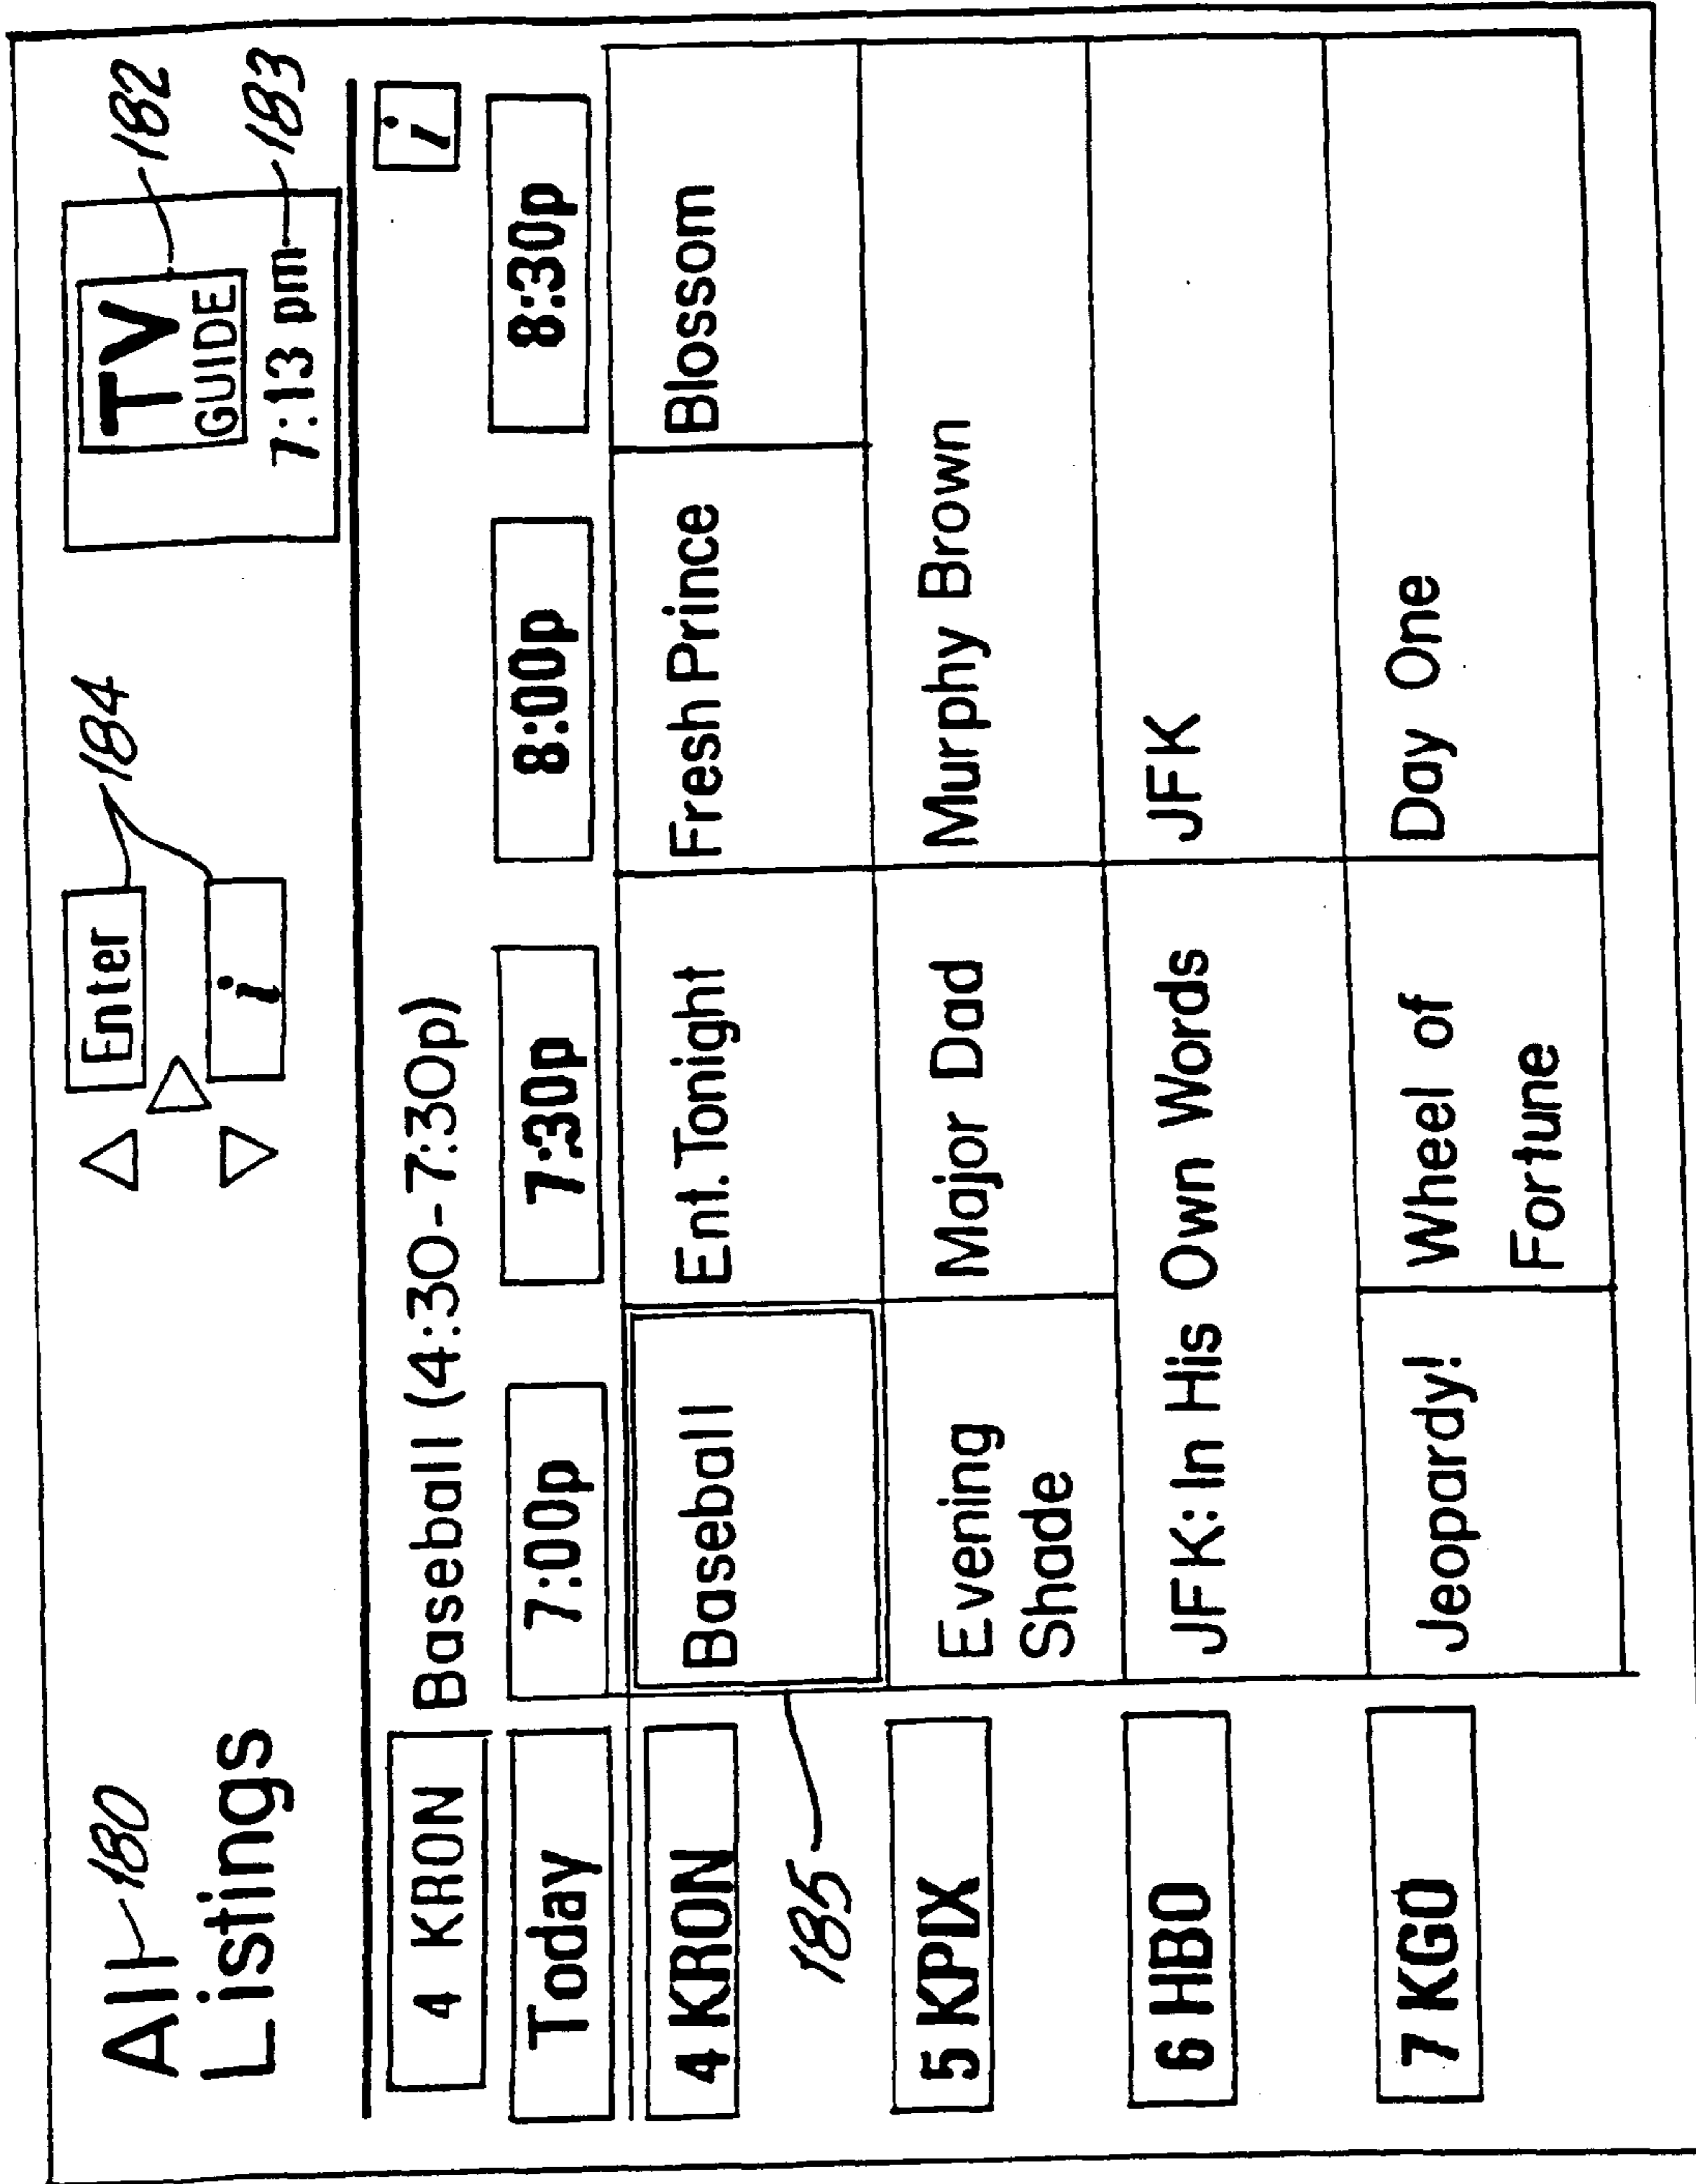 All
Listings
180
Enter
i
184
TV
GUIDE
7:13 pm
182
183
4 KRON Baseball (4:30-7:30p) i
Today 7:00p 7:30p 8:00p 8:30p
4 KRON Baseball Ent. Tonight Fresh Prince Blossom
185
5 KPIX Evening Shade Major Dad Murphy Brown
6 HBO JFK: In His Own Words JFK
7 KGO Jeopardy! Wheel of Fortune Day One